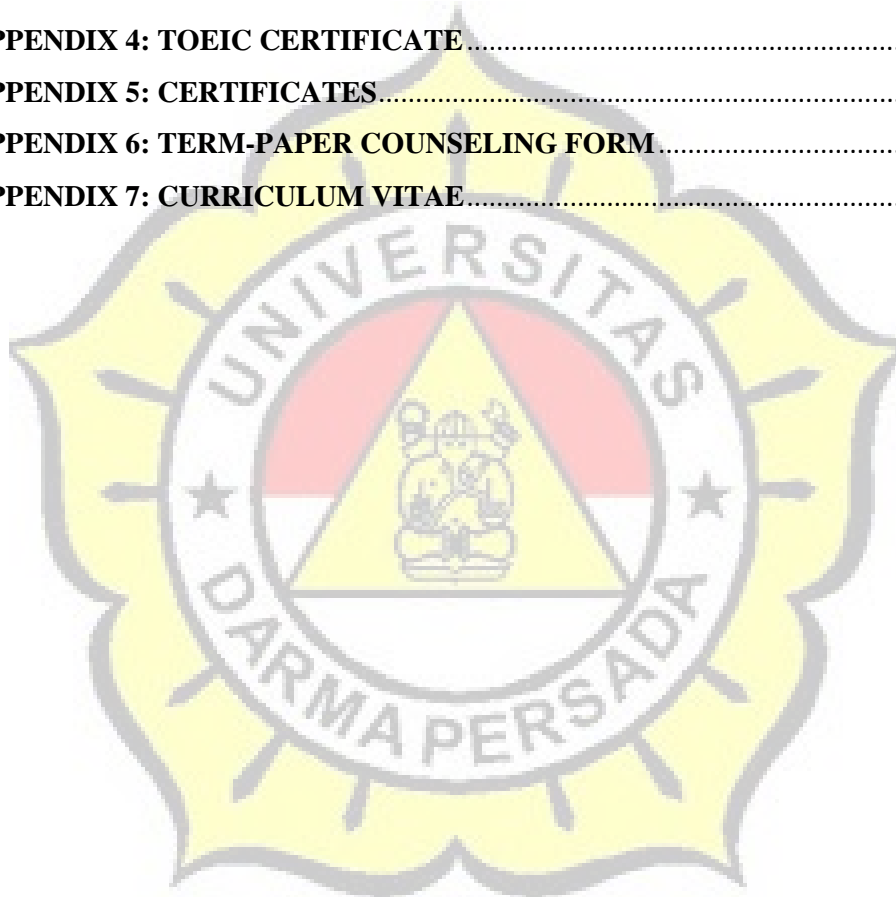 PPENDIX 4: TOEIC CERTIFICATE........................................................................
PPENDIX 5: CERTIFICATES........................................................................
PPENDIX 6: TERM-PAPER COUNSELING FORM........................................
PPENDIX 7: CURRICULUM VITAE........................................................................
UNIVERSITAS
DARMA PERSADA